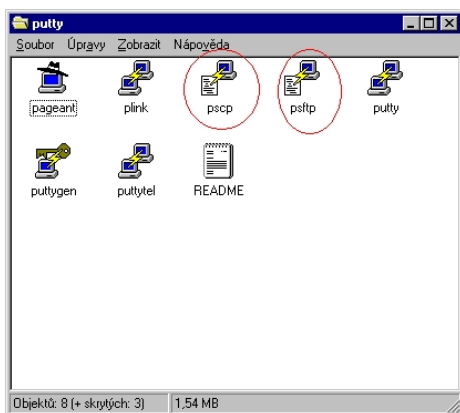 putty
Soubor Úpravy Zobrazit Nápověda
pageant plink pscp psftp putty
puttygen puttytel README
Objektů: 8 (+ skrytých: 3) 1,54 MB